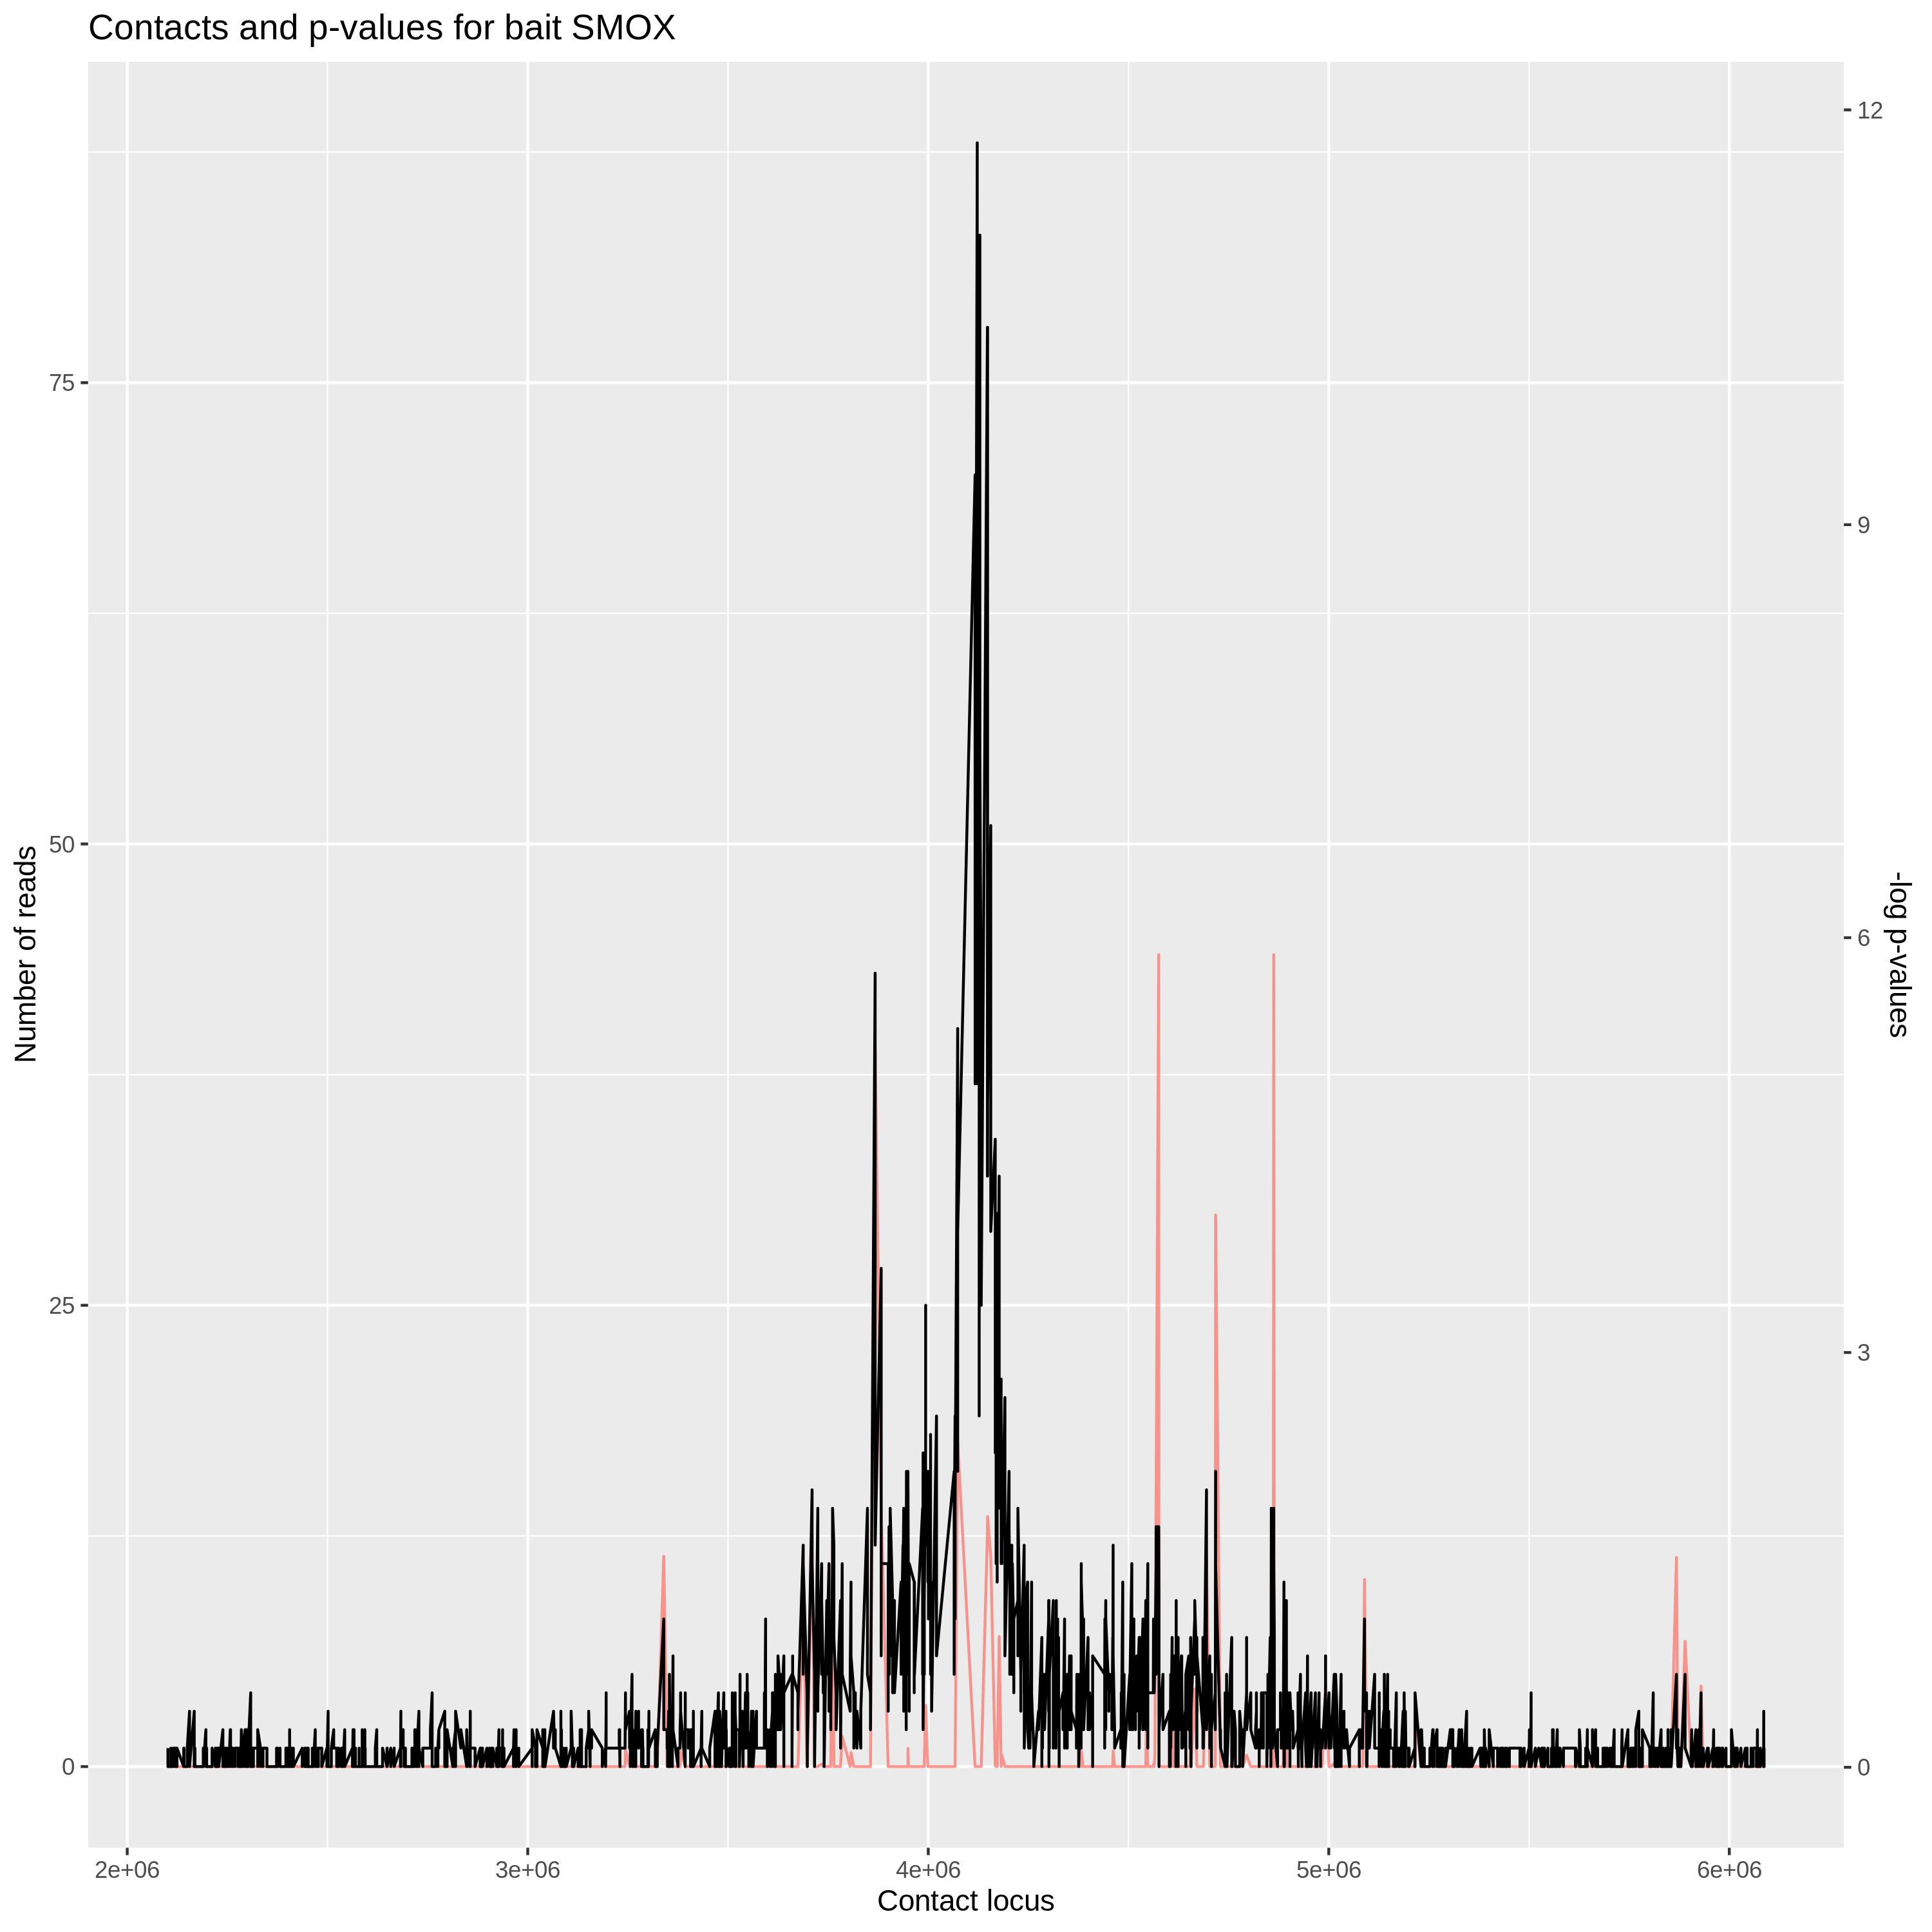 Contacts and p-values for bait SMOX
12
75
9
50
6
25
3
0
0
Number of reads
-log p-values
2e+06
3e+06
4e+06
5e+06
6e+06
Contact locus